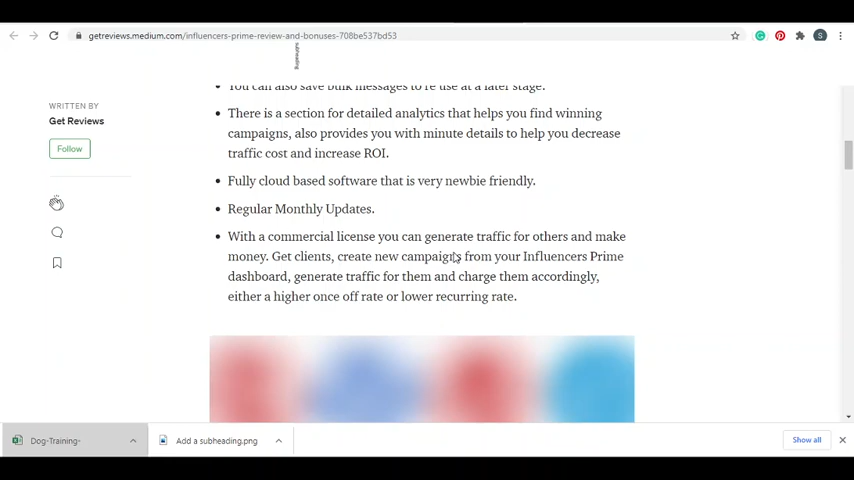 getreviews.medium.com/influencers-prime-review-and-bonuses-708be537bd53
S
subheading
You can also save bulk messages to re use at a later stage.
WRITTEN BY
Get Reviews
Follow
There is a section for detailed analytics that helps you find winning
campaigns, also provides you with minute details to help you decrease
traffic cost and increase ROI.
Fully cloud based software that is very newbie friendly.
Regular Monthly Updates.
With a commercial license you can generate traffic for others and make
money. Get clients, create new campaigns from your Influencers Prime
dashboard, generate traffic for them and charge them accordingly,
either a higher once off rate or lower recurring rate.
Dog-Training-
Add a subheading.png
Show all